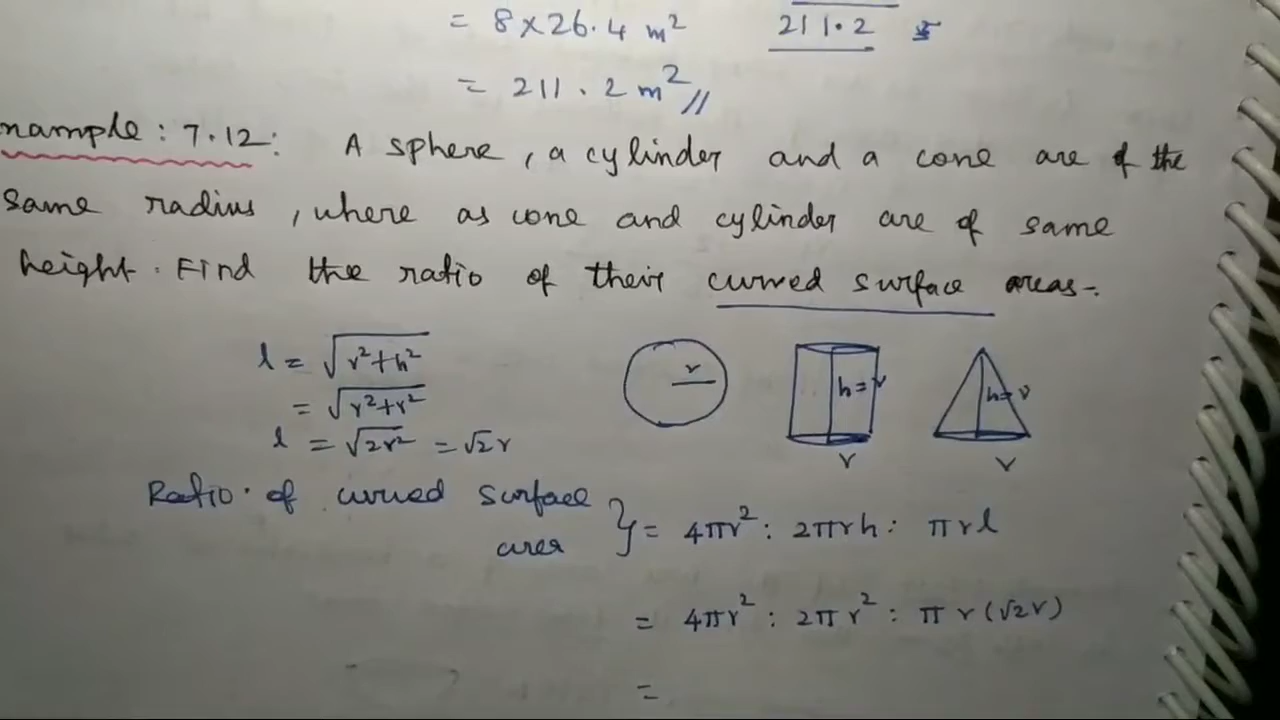 = 8×26.4 m² 211.2
= 211.2 m²//
nample: 7.12: A sphere, a cylinder and a cone are of the
same radius, where as cone and cylinder are of same
height. Find the ratio of their curved surface areas.
l = √r²+h²
= √r²+r²
l = √2r² = √2r
r
h=r
r
h=r
r
Ratio of curved surface
area } = 4πr² : 2πrh : πrl
= 4πr² : 2πr² : πr(√2r)
=